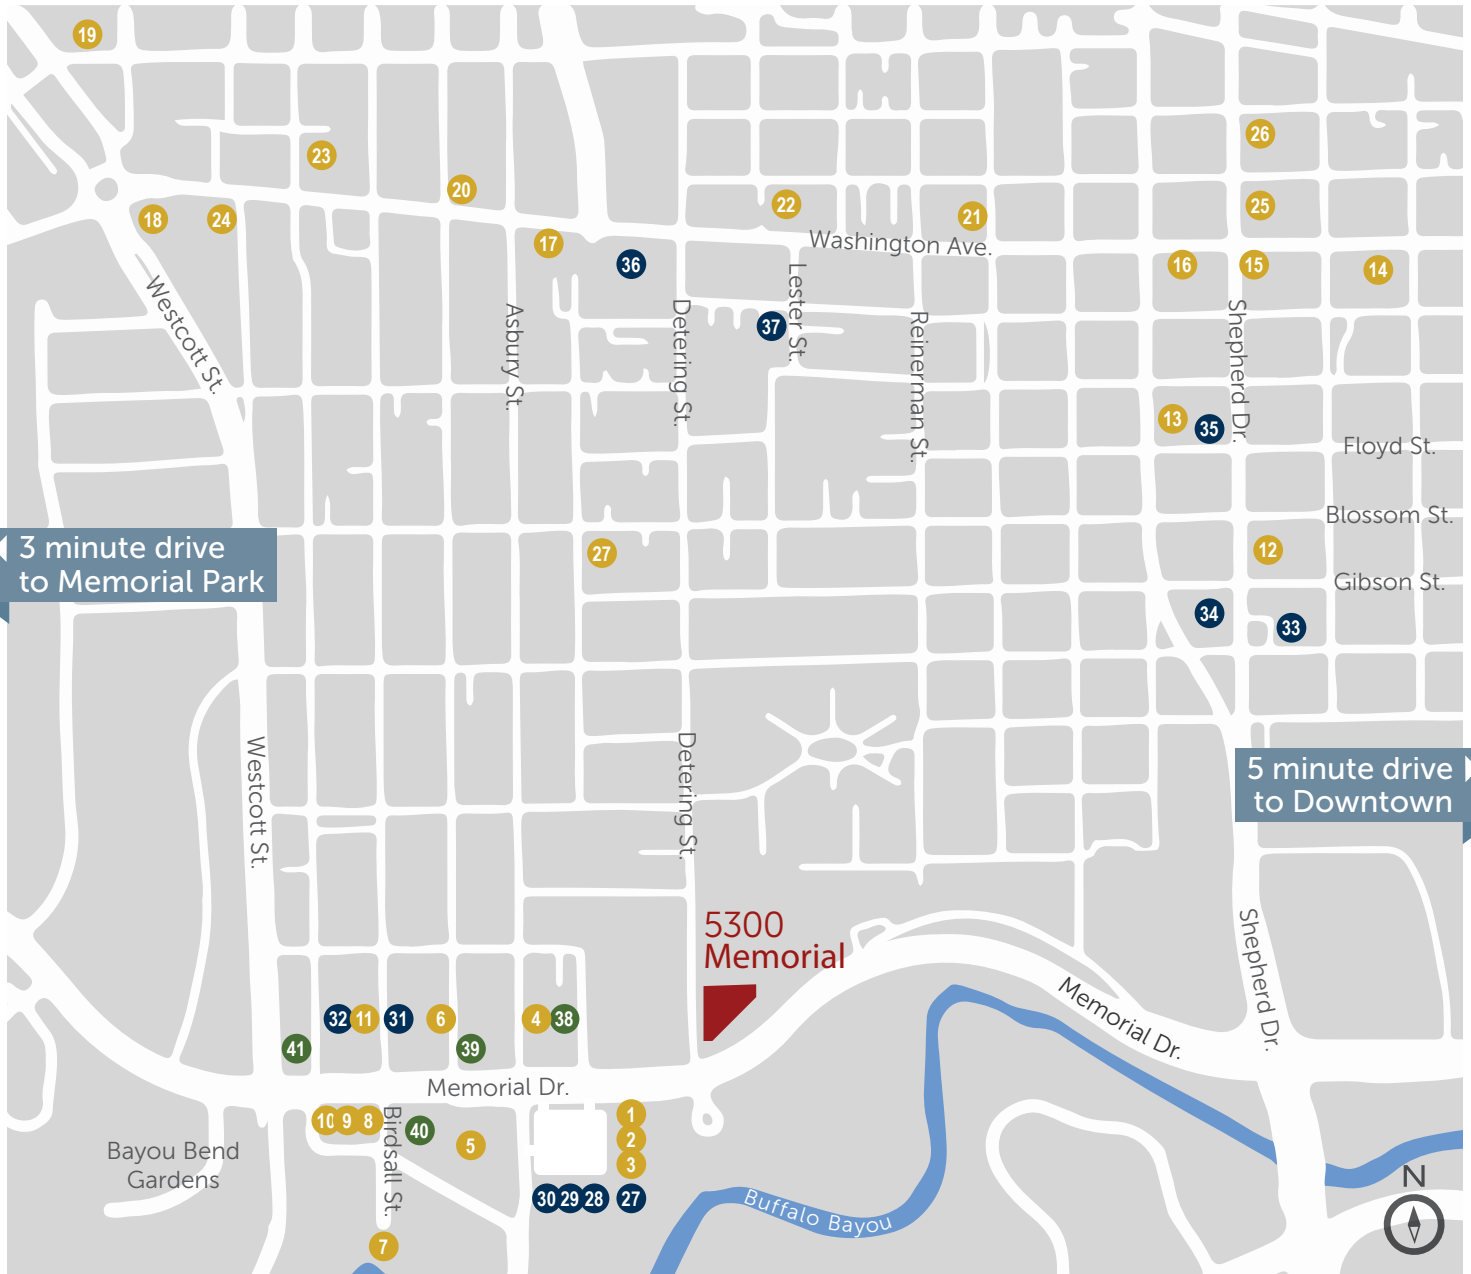 19
26
23
20
22
25
18
24
21
17
Washington Ave.
36
16
15
14
Westcott St.
Lester St.
37
Asbury St.
Detering St.
Reinerman St.
Shepherd Dr.
13
35
Floyd St.
Blossom St.
3 minute drive
to Memorial Park
27
12
Gibson St.
34
33
Westcott St.
Detering St.
5 minute drive
to Downtown
5300
Memorial
Shepherd Dr.
Memorial Dr.
32
11
31
6
4
38
41
39
Memorial Dr.
10
9
8
Birdsall St.
40
5
1
2
3
Bayou Bend
Gardens
30
29
28
27
Buffalo Bayou
N
7